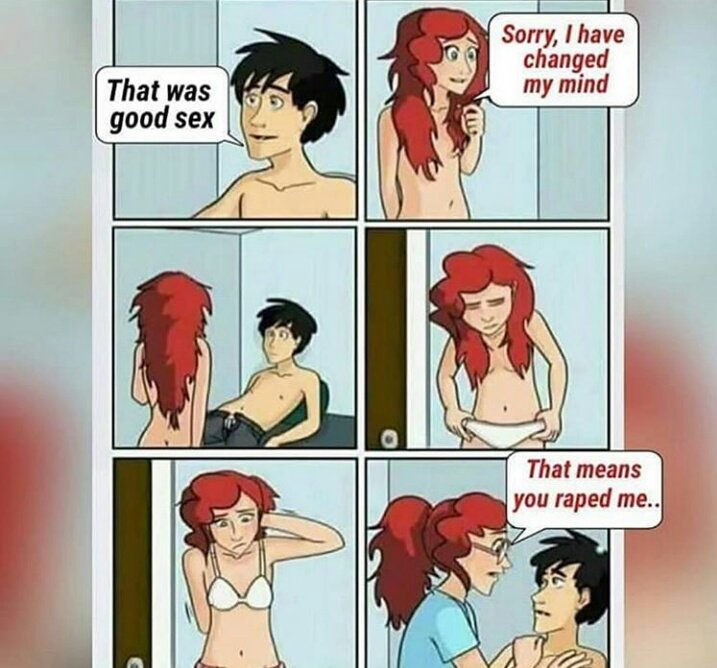 That was
good sex
Sorry, I have
changed
my mind
That means
you raped me..